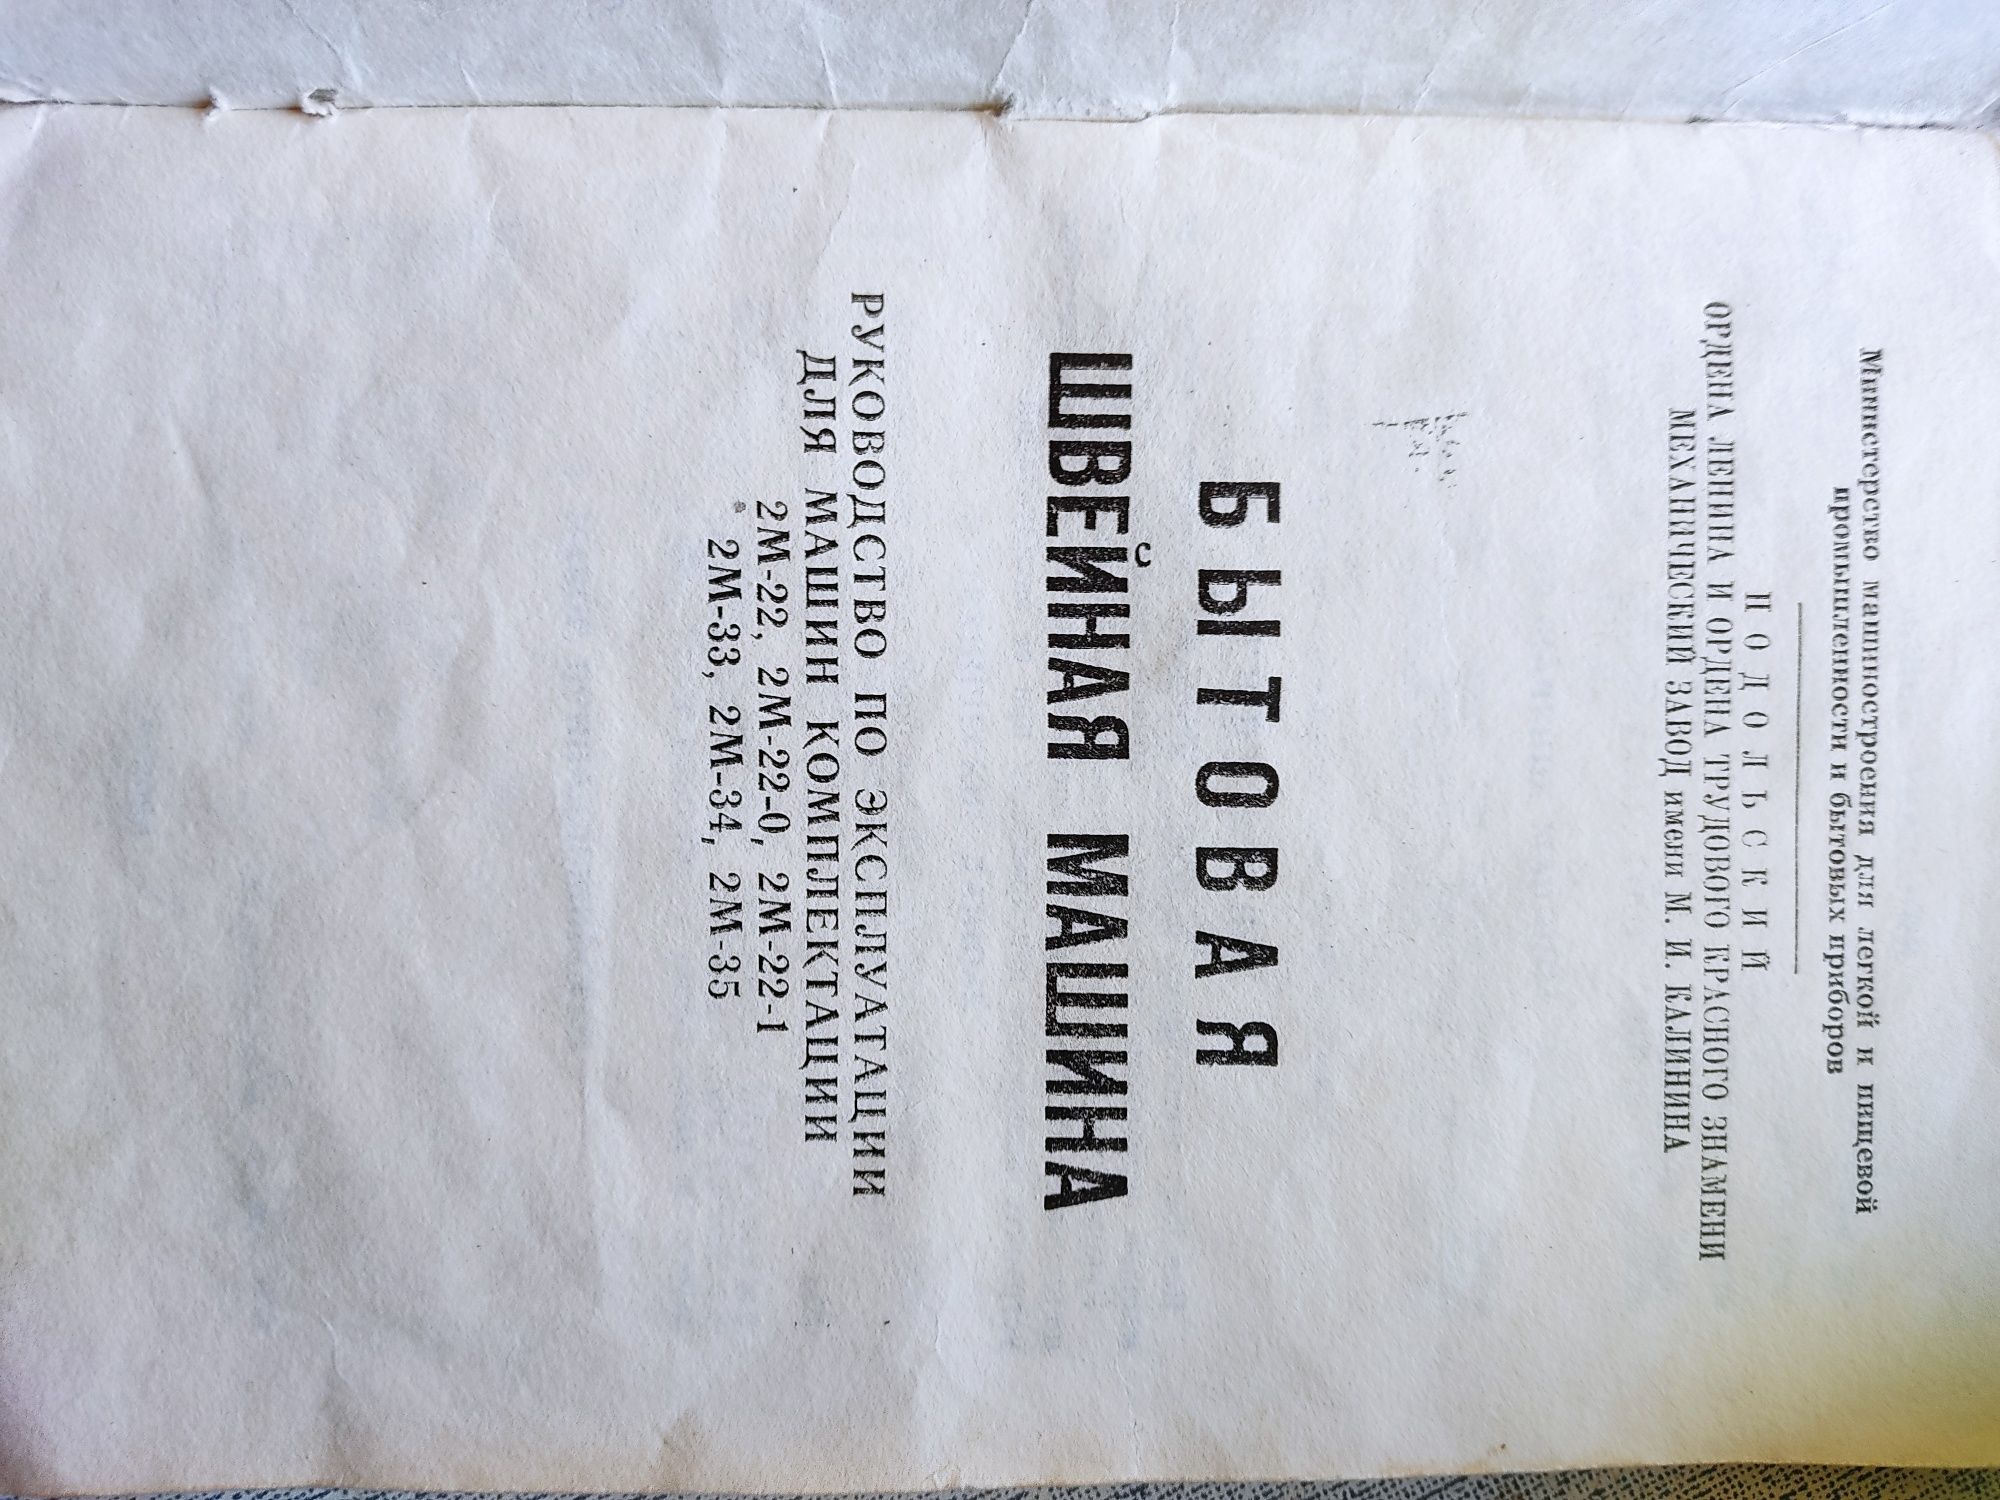 Министерство машиностроения для легкой и пищевой
промышленности и бытовых приборов
ПОДОЛЬСКИЙ
ОРДЕНА ЛЕНИНА И ОРДЕНА ТРУДОВОГО КРАСНОГО ЗНАМЕНИ
МЕХАНИЧЕСКИЙ ЗАВОД имени М. И. КАЛИНИНА
БЫТОВАЯ
ШВЕЙНАЯ МАШИНА
РУКОВОДСТВО ПО ЭКСПЛУАТАЦИИ
ДЛЯ МАШИН КОМПЛЕКТАЦИИ
2М-22, 2М-22-0, 2М-22-1
2М-33, 2М-34, 2М-35